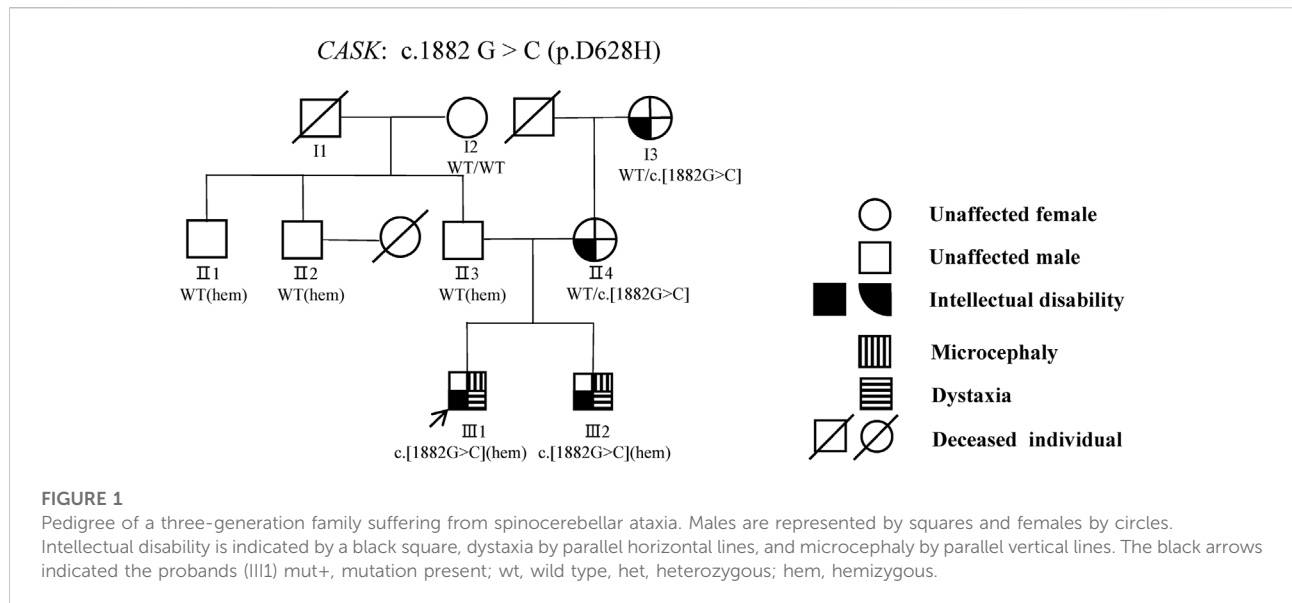 CASK: c.1882 G > C (p.D628H)
I1
I2
WT/WT
I3
WT/c.[1882G>C]
Ⅱ1
WT(hem)
Ⅱ2
WT(hem)
Ⅱ3
WT(hem)
Ⅱ4
WT/c.[1882G>C]
Ⅲ1
c.[1882G>C](hem)
Ⅲ2
c.[1882G>C](hem)
Unaffected female
Unaffected male
Intellectual disability
Microcephaly
Dystaxia
Deceased individual
FIGURE 1
Pedigree of a three-generation family suffering from spinocerebellar ataxia. Males are represented by squares and females by circles.
Intellectual disability is indicated by a black square, dystaxia by parallel horizontal lines, and microcephaly by parallel vertical lines. The black arrows
indicated the probands (III1) mut+, mutation present; wt, wild type, het, heterozygous; hem, hemizygous.